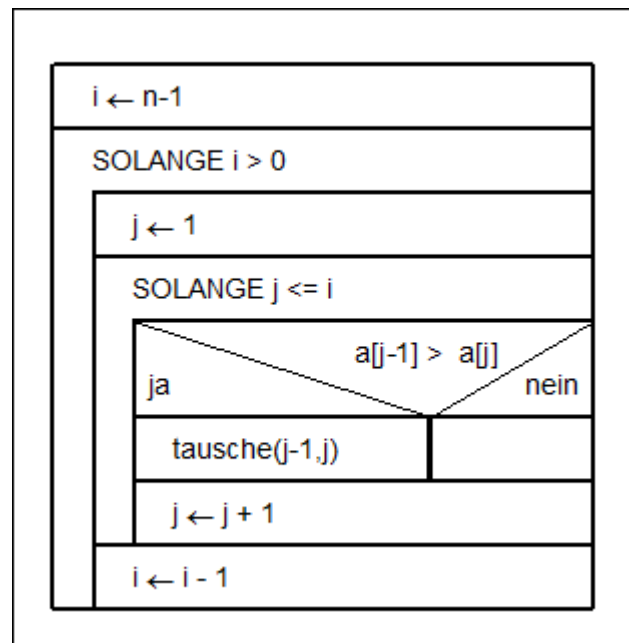 i ← n-1
SOLANGE i > 0
j ← 1
SOLANGE j <= i
a[j-1] > a[j]
ja
nein
tausche(j-1,j)
j ← j + 1
i ← i - 1